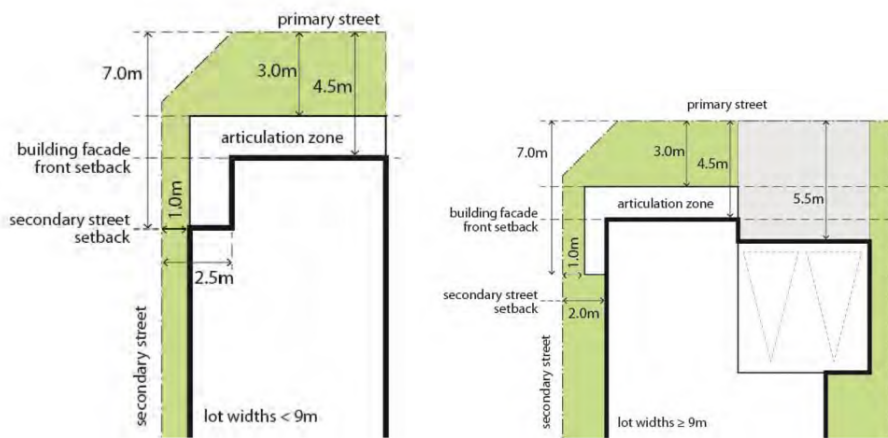 primary street
7.0m
3.0m
4.5m
articulation zone
building facade
front setback
1.0m
secondary street
setback
2.5m
secondary street
lot widths < 9m
primary street
7.0m
3.0m
4.5m
5.5m
articulation zone
building facade
front setback
1.0m
secondary street
setback
2.0m
secondary street
lot widths ≥ 9m